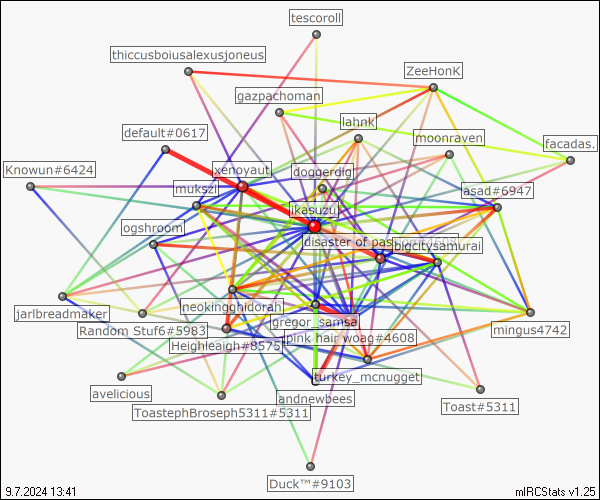 tescoroll
thiccusboiusalexusjoneus
ZeeHonK
gazpachoman
lahnk
default#0617
moonraven
facadas.
Knowun#6424
xenoyaut
doggerdig
mukszi
asad#6947
ikasuzu
ogshroom
disaster of pas
bigcitysamurai
neokingghidorah
jarlbreadmaker
gregor_samsa
Random Stuf6#5983
mingus4742
Heighleaigh#8575
pink hair woag#4608
turkey_mcnugget
avelicious
andnewbees
ToastephBroseph5311#5311
Toast#5311
Duck™#9103
9.7.2024 13:41
mIRCStats v1.25